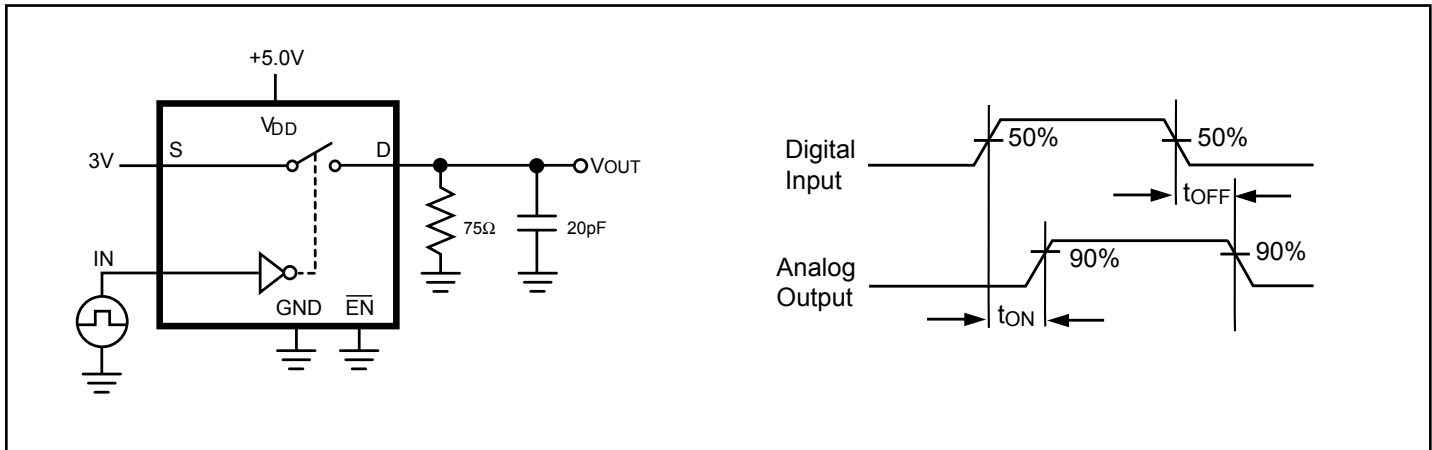 +5.0V
VDD
S
D
3V
VOUT
75Ω
20pF
IN
GND
EN
Digital
Input
50%
50%
tOFF
Analog
Output
90%
90%
tON